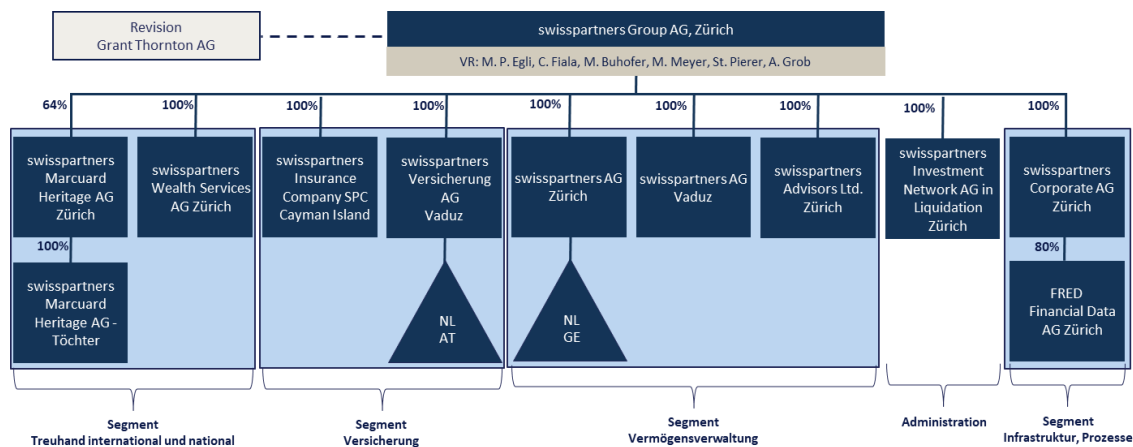 Revision
Grant Thornton AG
swisspartners Group AG, Zürich
VR: M. P. Egli, C. Fiala, M. Buhofer, M. Meyer, St. Pierer, A. Grob
64%
100%
100%
100%
100%
100%
100%
100%
100%
swisspartners
Marcuard
Heritage AG
Zürich
swisspartners
Wealth Services
AG Zürich
swisspartners
Insurance
Company SPC
Cayman Island
swisspartners
Versicherung
AG
Vaduz
swisspartners AG
Zürich
swisspartners AG
Vaduz
swisspartners
Advisors Ltd.
Zürich
swisspartners
Investment
Network AG in
Liquidation
Zürich
swisspartners
Corporate AG
Zürich
100%
80%
swisspartners
Marcuard
Heritage AG -
Töchter
NL
AT
NL
GE
FRED
Financial Data
AG Zürich
Segment
Treuhand international und national
Segment
Versicherung
Segment
Vermögensverwaltung
Administration
Segment
Infrastruktur, Prozesse